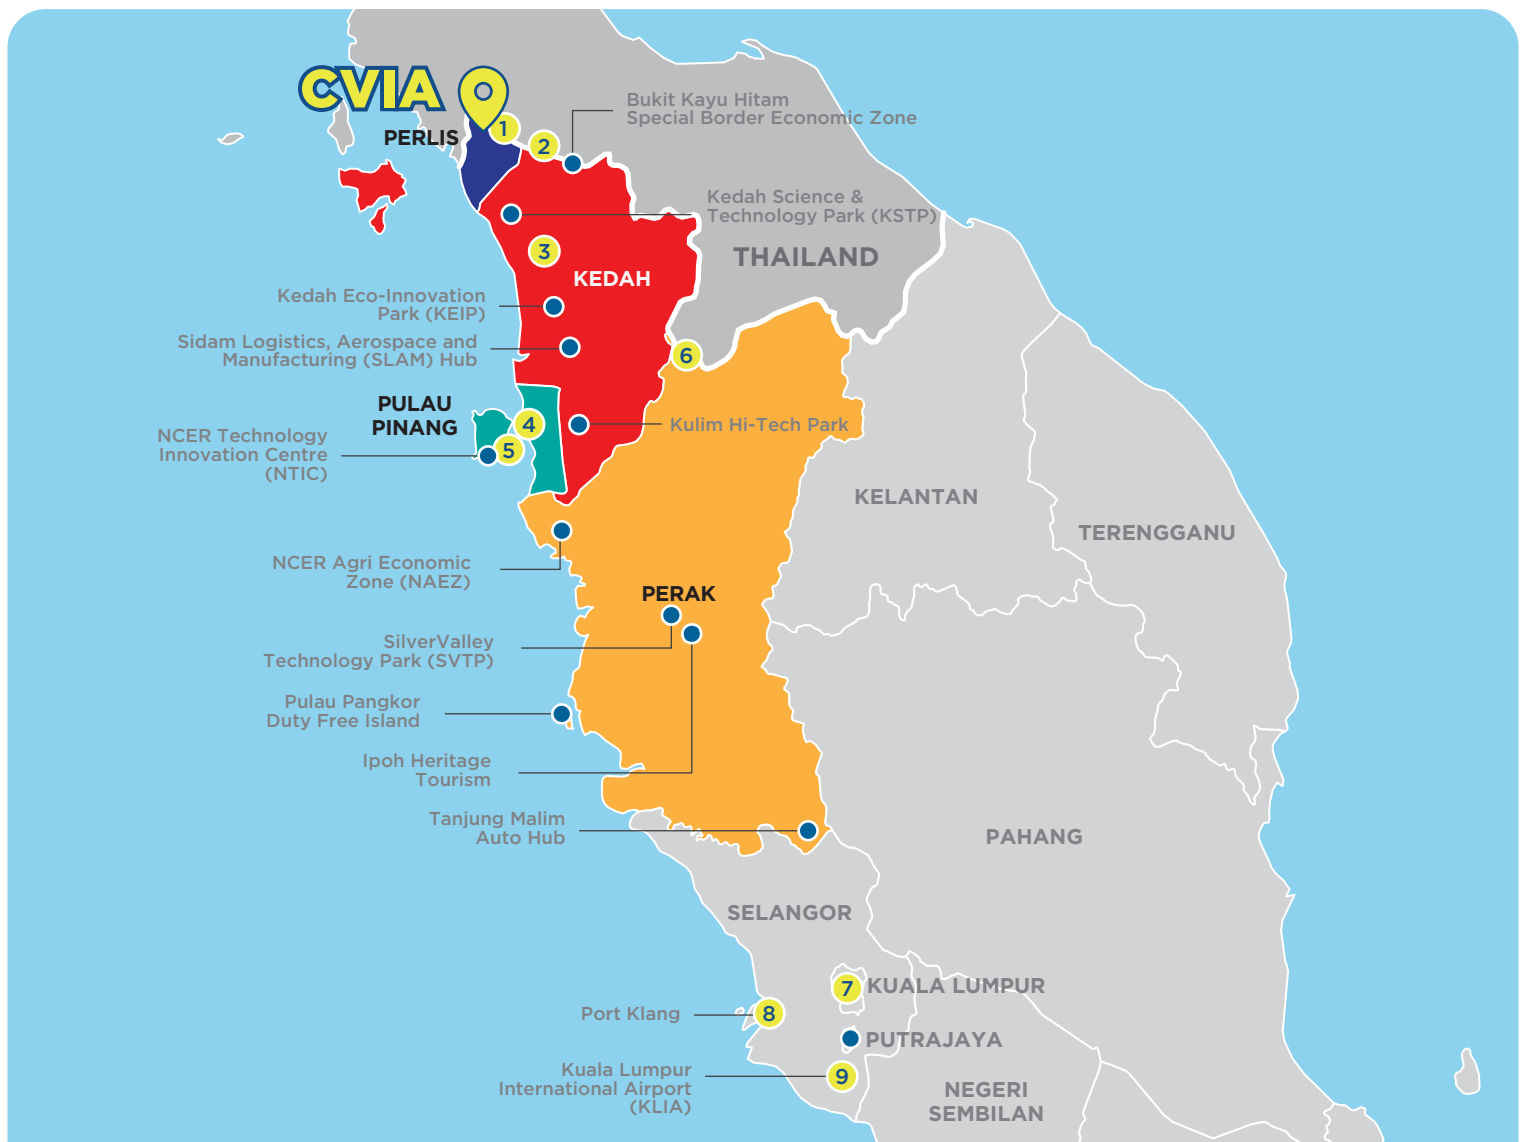 CVIA
PERLIS
1
2
Bukit Kayu Hitam
Special Border Economic Zone
Kedah Science &
Technology Park (KSTP)
THAILAND
3
KEDAH
Kedah Eco-Innovation
Park (KEIP)
Sidam Logistics, Aerospace and
Manufacturing (SLAM) Hub
6
PULAU
PINANG
4
5
Kulim Hi-Tech Park
NCER Technology
Innovation Centre
(NTIC)
KELANTAN
TERENGGANU
NCER Agri Economic
Zone (NAEZ)
PERAK
SilverValley
Technology Park (SVTP)
Pulau Pangkor
Duty Free Island
Ipoh Heritage
Tourism
Tanjung Malim
Auto Hub
PAHANG
SELANGOR
7
KUALA LUMPUR
Port Klang
8
PUTRAJAYA
Kuala Lumpur
International Airport
(KLIA)
9
NEGERI
SEMBILAN